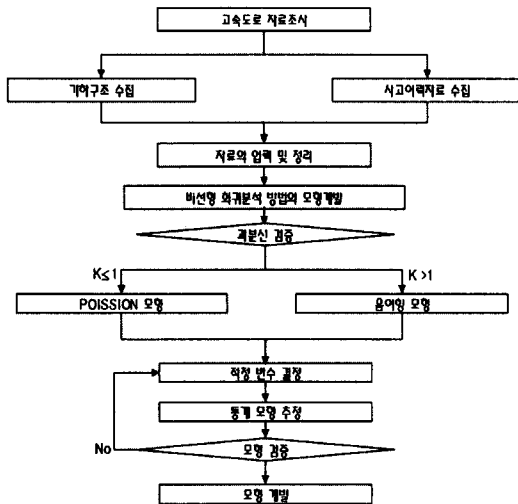 고속도로 자료조사
기하구조 수집
사고이력자료 수집
자료의 입력 및 정리
비선형 회귀분석 방법의 모형개발
과분산 검증
K≤1
K >1
POISSION 모형
음이항 모형
적정 변수 결정
통계 모형 추정
No
모형 검증
모형 개발